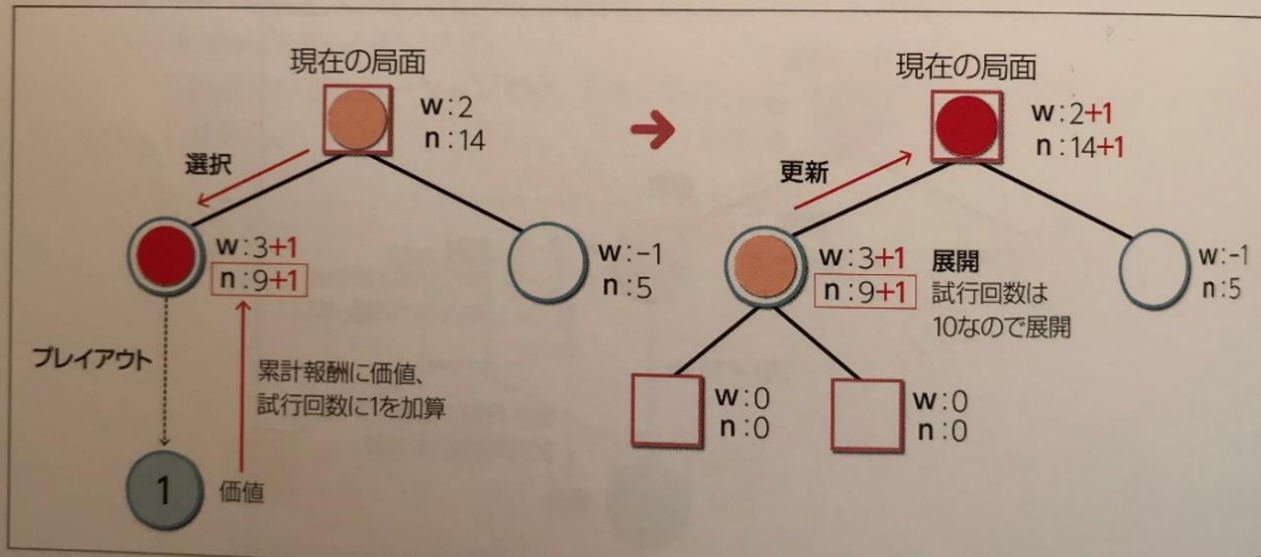 現在の局面
w:2
n:14
選択
w:3+1
n:9+1
w:-1
n:5
プレイアウト
累計報酬に価値、
試行回数に1を加算
1
価値
現在の局面
w:2+1
n:14+1
更新
w:3+1
n:9+1
展開
試行回数は
10なので展開
w:-1
n:5
w:0
n:0
w:0
n:0